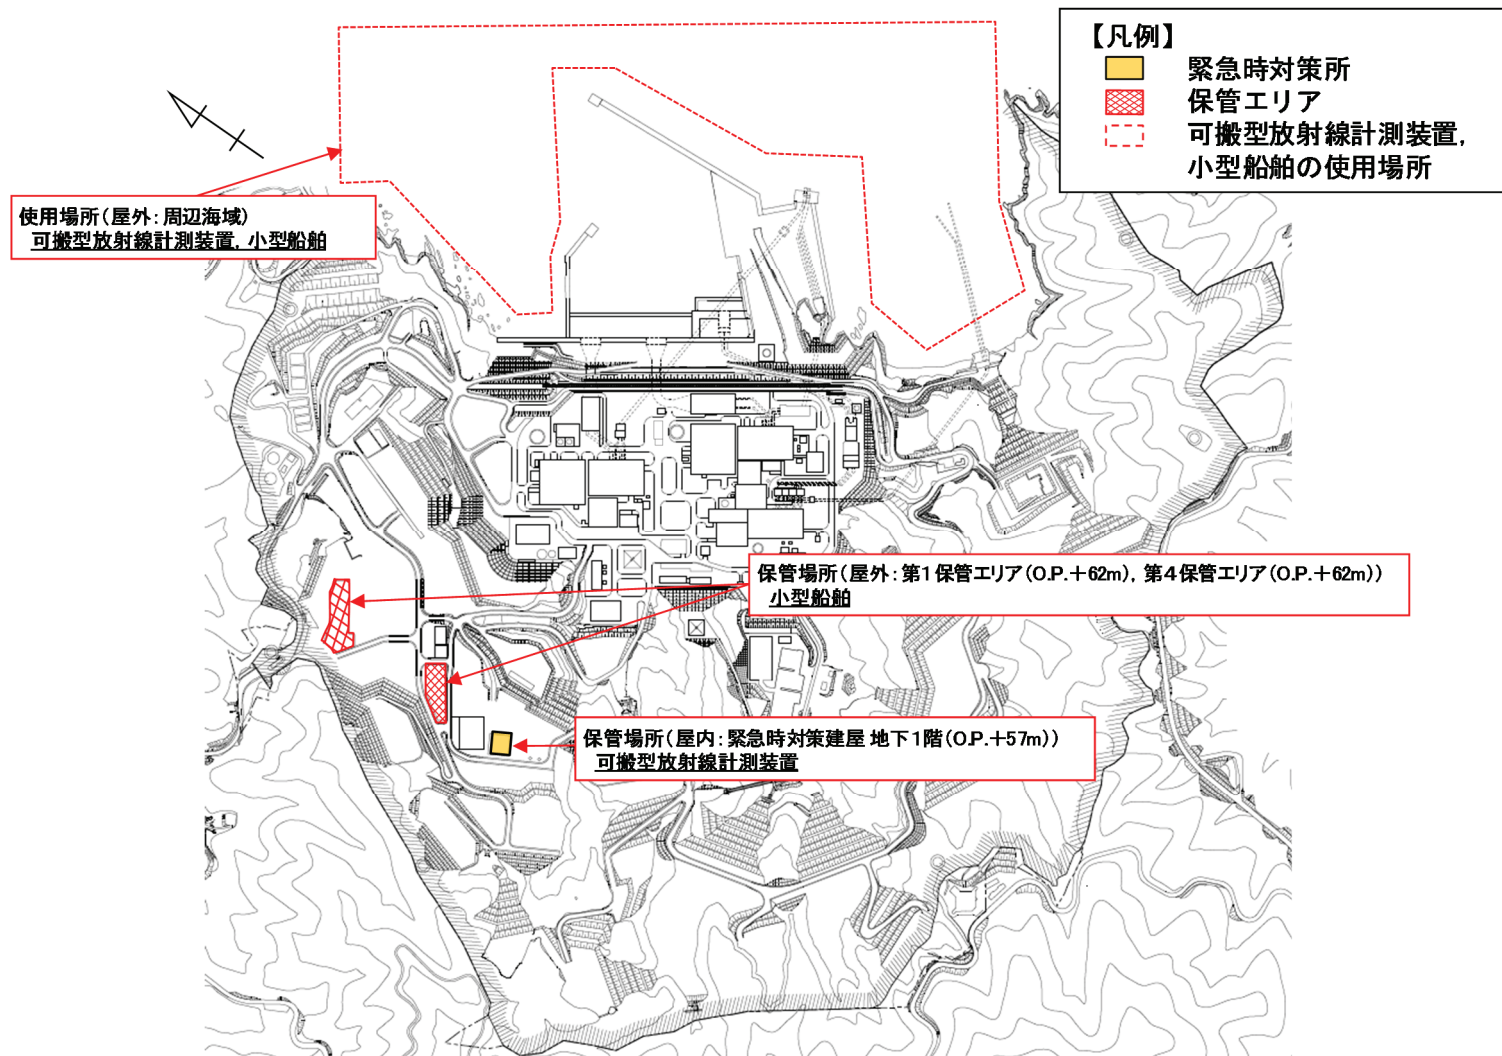 【凡例】
緊急時対策所
保管エリア
可搬型放射線計測装置,
小型船舶の使用場所
使用場所(屋外:周辺海域)
可搬型放射線計測装置, 小型船舶
保管場所(屋外:第1保管エリア(O.P.+62m), 第4保管エリア(O.P.+62m))
小型船舶
保管場所(屋内:緊急時対策建屋 地下1階(O.P.+57m))
可搬型放射線計測装置